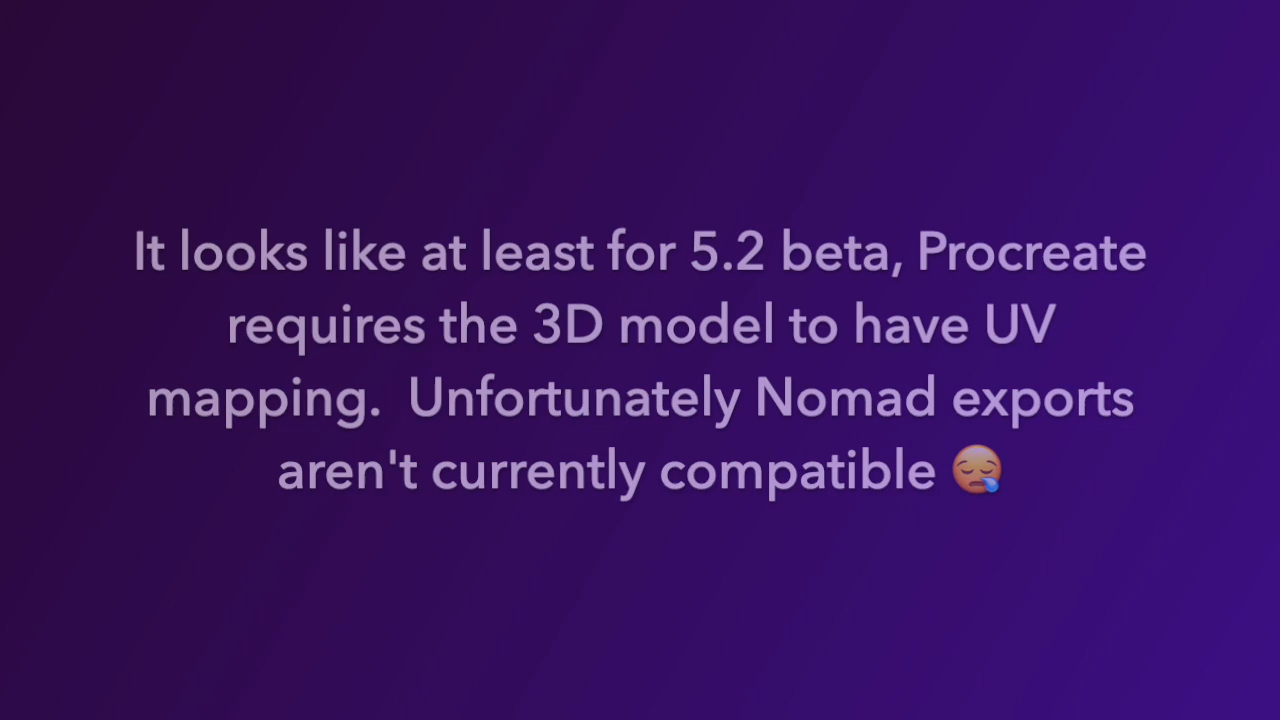 It looks like at least for 5.2 beta, Procreate
requires the 3D model to have UV
mapping.  Unfortunately Nomad exports
aren't currently compatible 😪